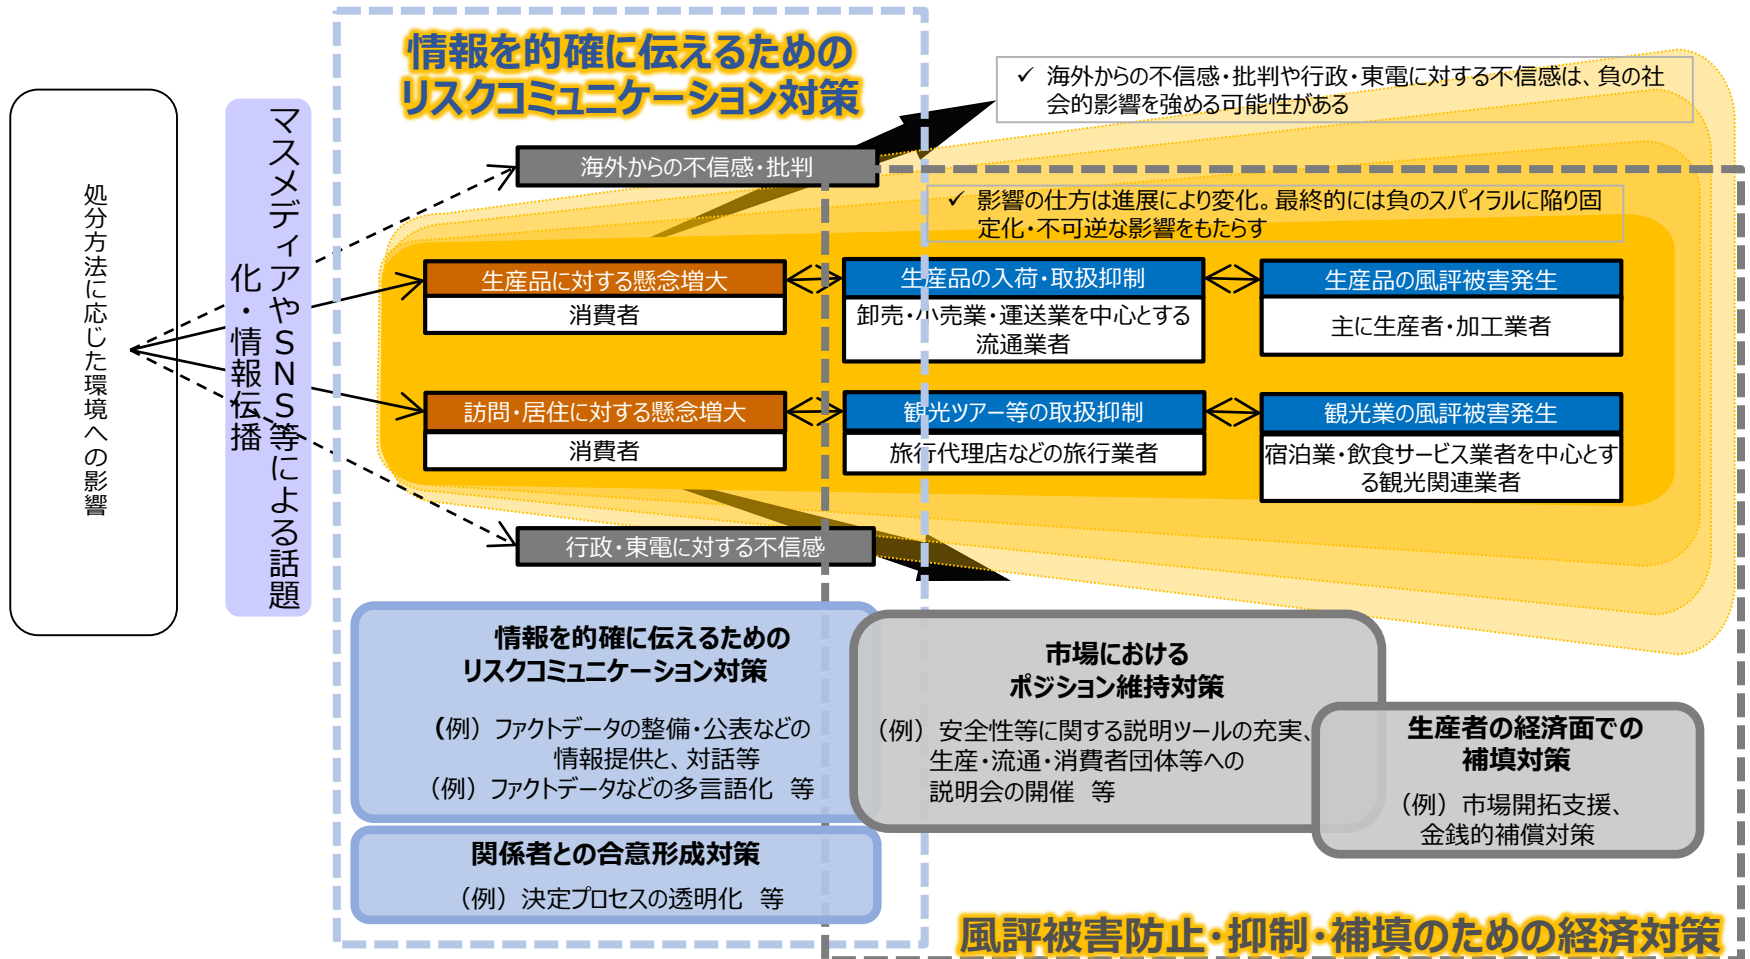 情報を的確に伝えるための
リスクコミュニケーション対策
処分方法に応じた環境への影響
マスメディアやSNS等による話題
化・情報伝播
✓ 海外からの不信感・批判や行政・東電に対する不信感は、負の社
会的影響を強める可能性がある
海外からの不信感・批判
✓ 影響の仕方は進展により変化。最終的には負のスパイラルに陥り固
定化・不可逆な影響をもたらす
生産品に対する懸念増大
消費者
生産品の入荷・取扱抑制
卸売・小売業・運送業を中心とする
流通業者
生産品の風評被害発生
主に生産者・加工業者
訪問・居住に対する懸念増大
消費者
観光ツアー等の取扱抑制
旅行代理店などの旅行業者
観光業の風評被害発生
宿泊業・飲食サービス業者を中心とす
る観光関連業者
行政・東電に対する不信感
情報を的確に伝えるための
リスクコミュニケーション対策
（例）ファクトデータの整備・公表などの
情報提供と、対話等
（例）ファクトデータなどの多言語化 等
関係者との合意形成対策
（例）決定プロセスの透明化 等
市場における
ポジション維持対策
（例）安全性等に関する説明ツールの充実、
生産・流通・消費者団体等への
説明会の開催 等
生産者の経済面での
補填対策
（例）市場開拓支援、
金銭的補償対策
風評被害防止・抑制・補填のための経済対策